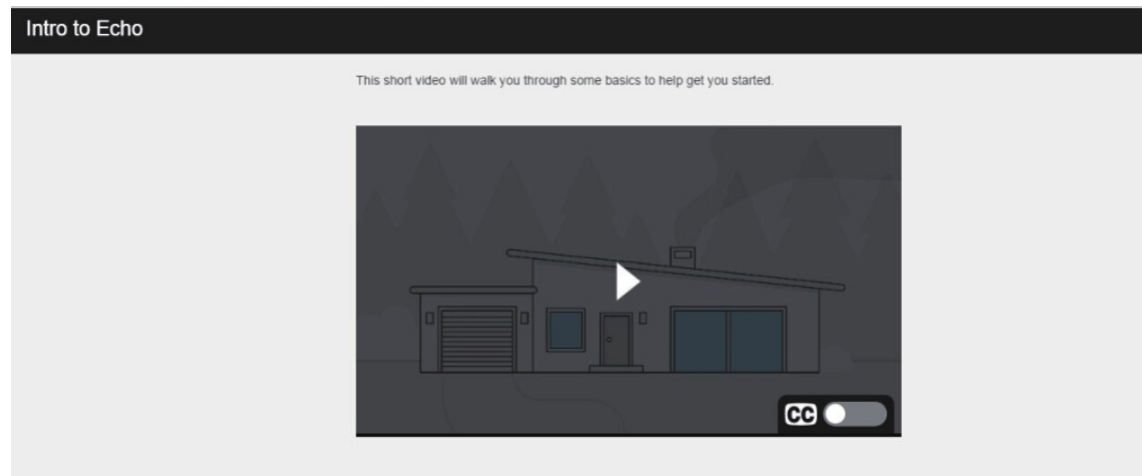 Intro to Echo
This short video will walk you through some basics to help get you started.
CC